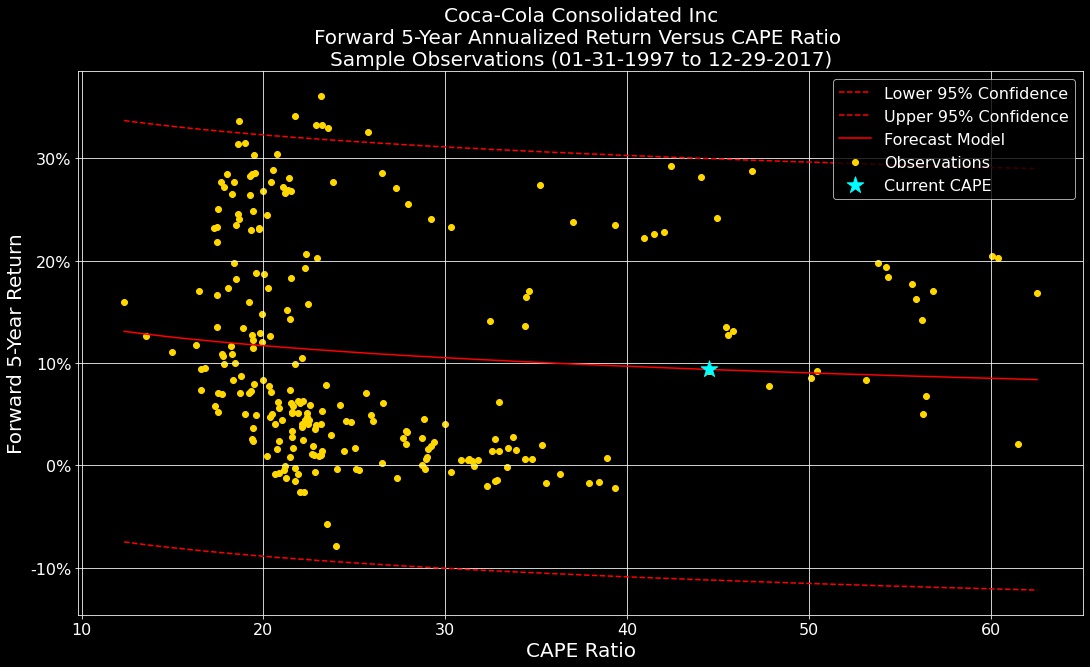 Coca-Cola Consolidated Inc
Forward 5-Year Annualized Return Versus CAPE Ratio
Sample Observations (01-31-1997 to 12-29-2017)
Lower 95% Confidence
Upper 95% Confidence
Forecast Model
Observations
Current CAPE
Forward 5-Year Return
30%
20%
10%
0%
-10%
10 20 30 40 50 60
CAPE Ratio